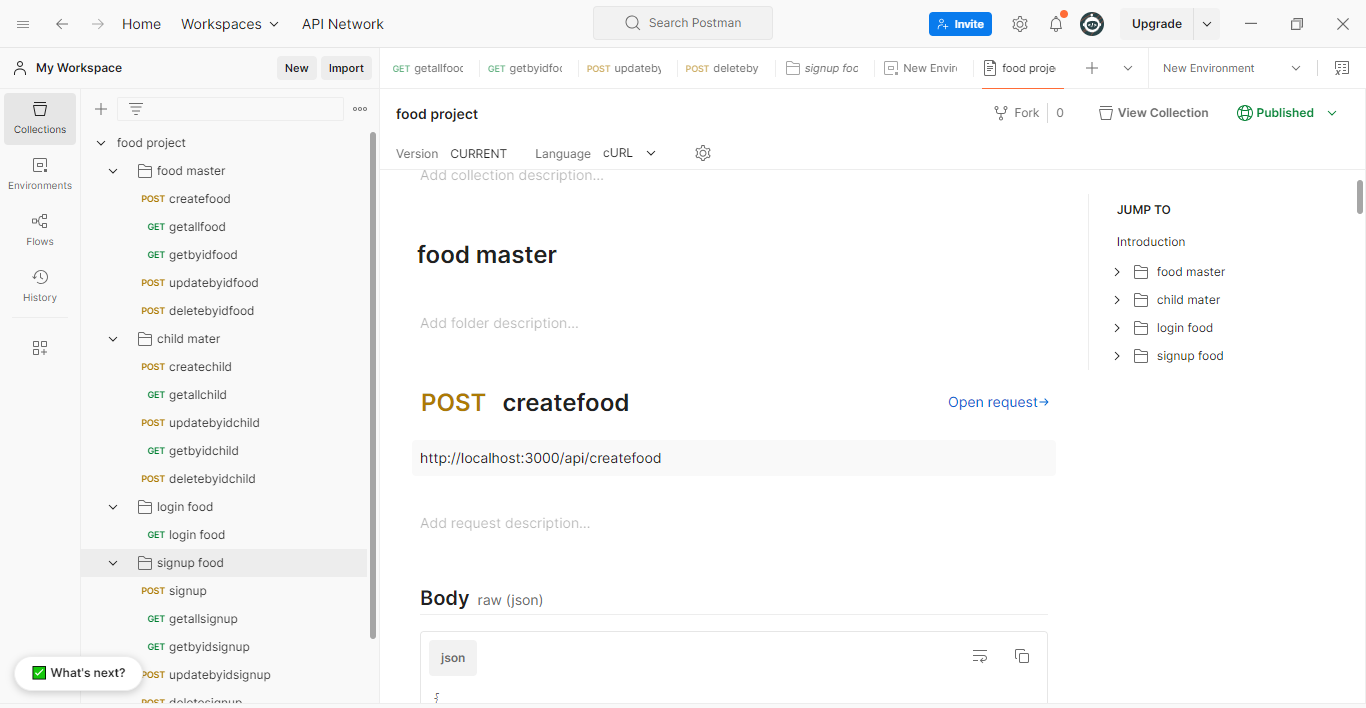 Home Workspaces API Network Search Postman Invite Upgrade
My Workspace New Import GET getallfood GET getbyidfo POST updateby POST deleteby signup foo New Envir food proje New Environment
Collections
Environments
Flows
History
food project
food master
POST createfood
GET getallfood
GET getbyidfood
POST updatebyidfood
POST deletebyidfood
child mater
POST createchild
GET getallchild
POST updatebyidchild
GET getbyidchild
POST deletebyidchild
login food
GET login food
signup food
POST signup
GET getallsignup
GET getbyidsignup
POST updatebyidsignup
POST deletesignup
What's next?
food project Fork 0 View Collection Published
Version CURRENT Language cURL
Add collection description...
food master
Add folder description...
POST createfood Open request→
http://localhost:3000/api/createfood
Add request description...
Body raw (json)
json
{
JUMP TO
Introduction
food master
child mater
login food
signup food